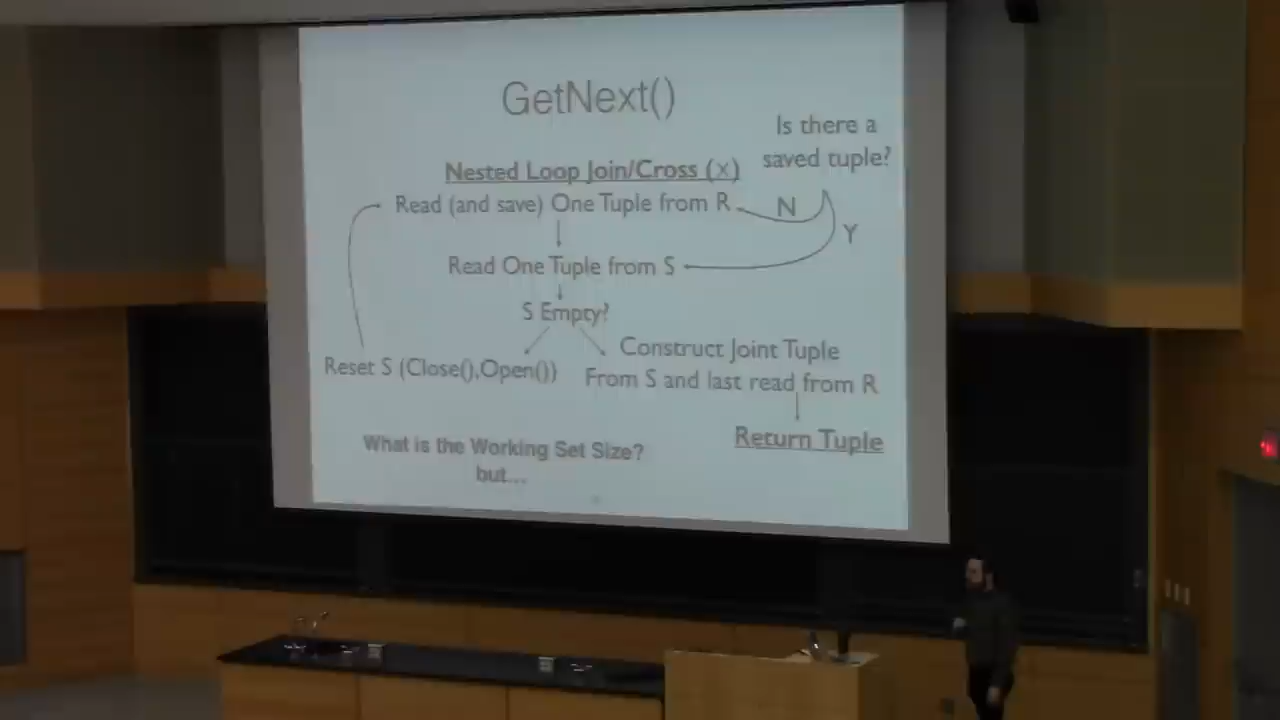 GetNext()
Is there a
saved tuple?
Nested Loop Join/Cross (x)
Read (and save) One Tuple from R
N
Y
Read One Tuple from S
S Empty?
Reset S (Close(),Open())
Construct Joint Tuple
From S and last read from R
Return Tuple
What is the Working Set Size?
but...